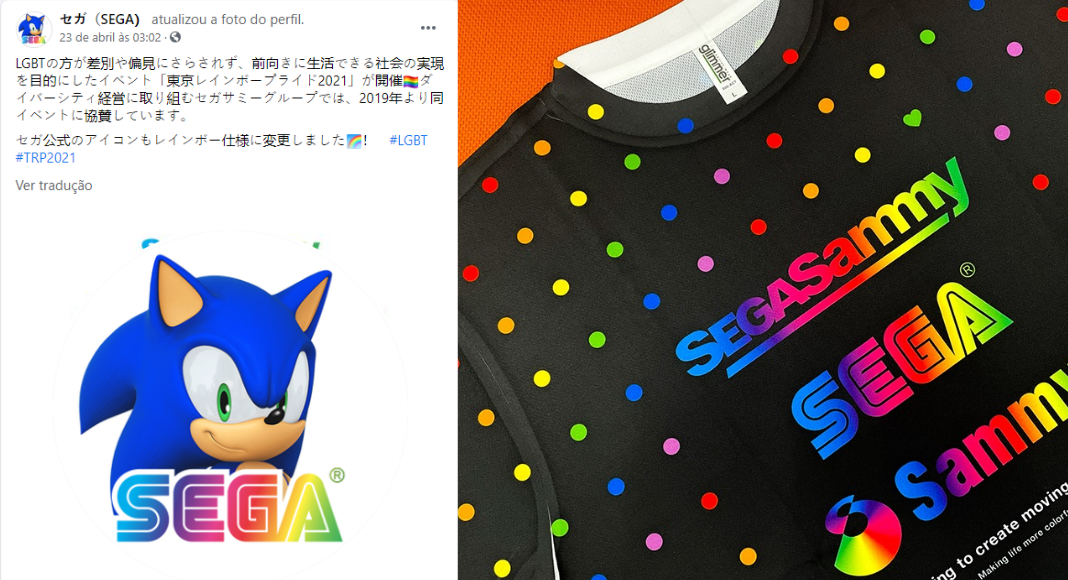 セガ（SEGA） atualizou a foto do perfil.
23 de abril às 03:02 ·
LGBTの方が差別や偏見にさらされず、前向きに生活できる社会の実現
を目的にしたイベント「東京レインボープライド2021」が開催🏳️‍🌈ダ
イバーシティ経営に取り組むセガサミーグループでは、2019年より同
イベントに協賛しています。
セガ公式のアイコンもレインボー仕様に変更しました🌈！ #LGBT
#TRP2021
Ver tradução
SEGA®
glimmer
L
SEGASammy
SEGA®
Sammy
to create moving
Making life more